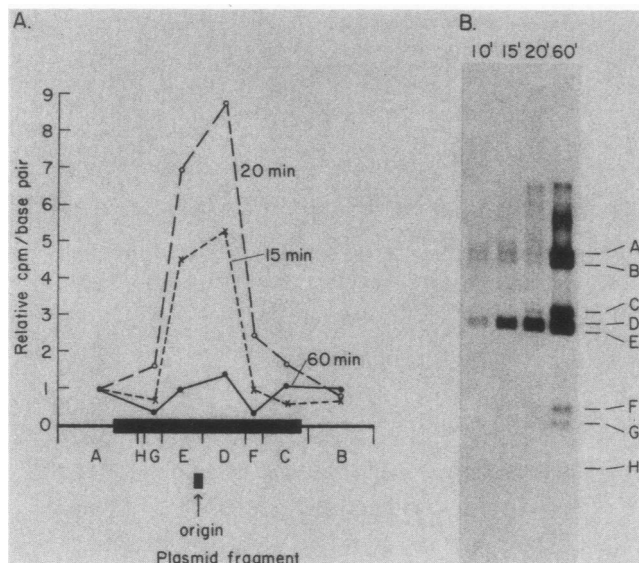 A.
9
8
7
6
5
4
3
2
1
0
Relative cpm/base pair
20 min
15 min
60 min
A H G E D F C B
origin
Plasmid fragment
B.
10' 15' 20' 60'
A
B
C
D
E
F
G
H